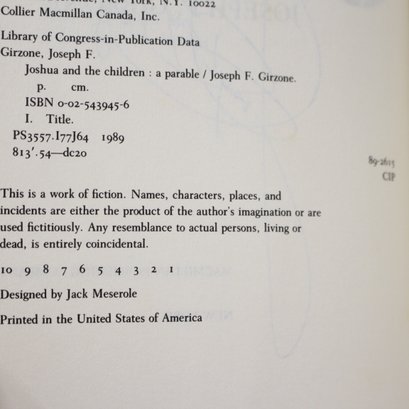 New York, N.Y. 10022
Collier Macmillan Canada, Inc.
Library of Congress-in-Publication Data
Girzone, Joseph F.
Joshua and the children : a parable / Joseph F. Girzone.
p. cm.
ISBN 0-02-543945-6
I. Title.
PS3557.I77J64 1989
813'.54—dc20
89-2615
CIP
This is a work of fiction. Names, characters, places, and
incidents are either the product of the author's imagination or are
used fictitiously. Any resemblance to actual persons, living or
dead, is entirely coincidental.
10 9 8 7 6 5 4 3 2 1
Designed by Jack Meserole
Printed in the United States of America